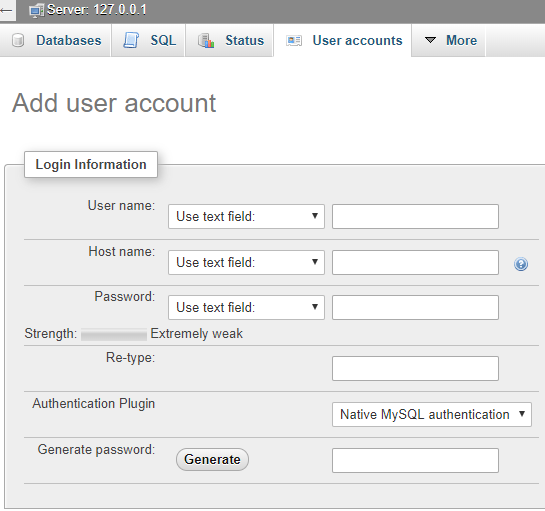 Server: 127.0.0.1
Databases SQL Status User accounts More
Add user account
Login Information
User name: Use text field:
Host name: Use text field:
Password: Use text field:
Strength: Extremely weak
Re-type:
Authentication Plugin Native MySQL authentication
Generate password: Generate